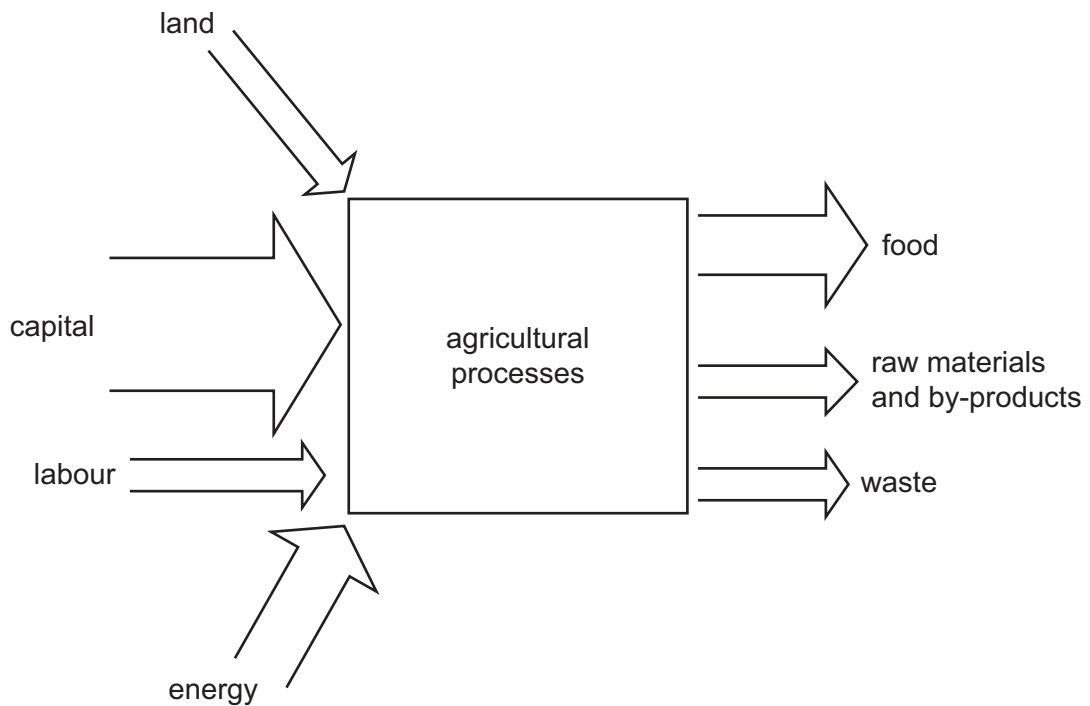 land
capital
labour
energy
agricultural
processes
food
raw materials
and by-products
waste